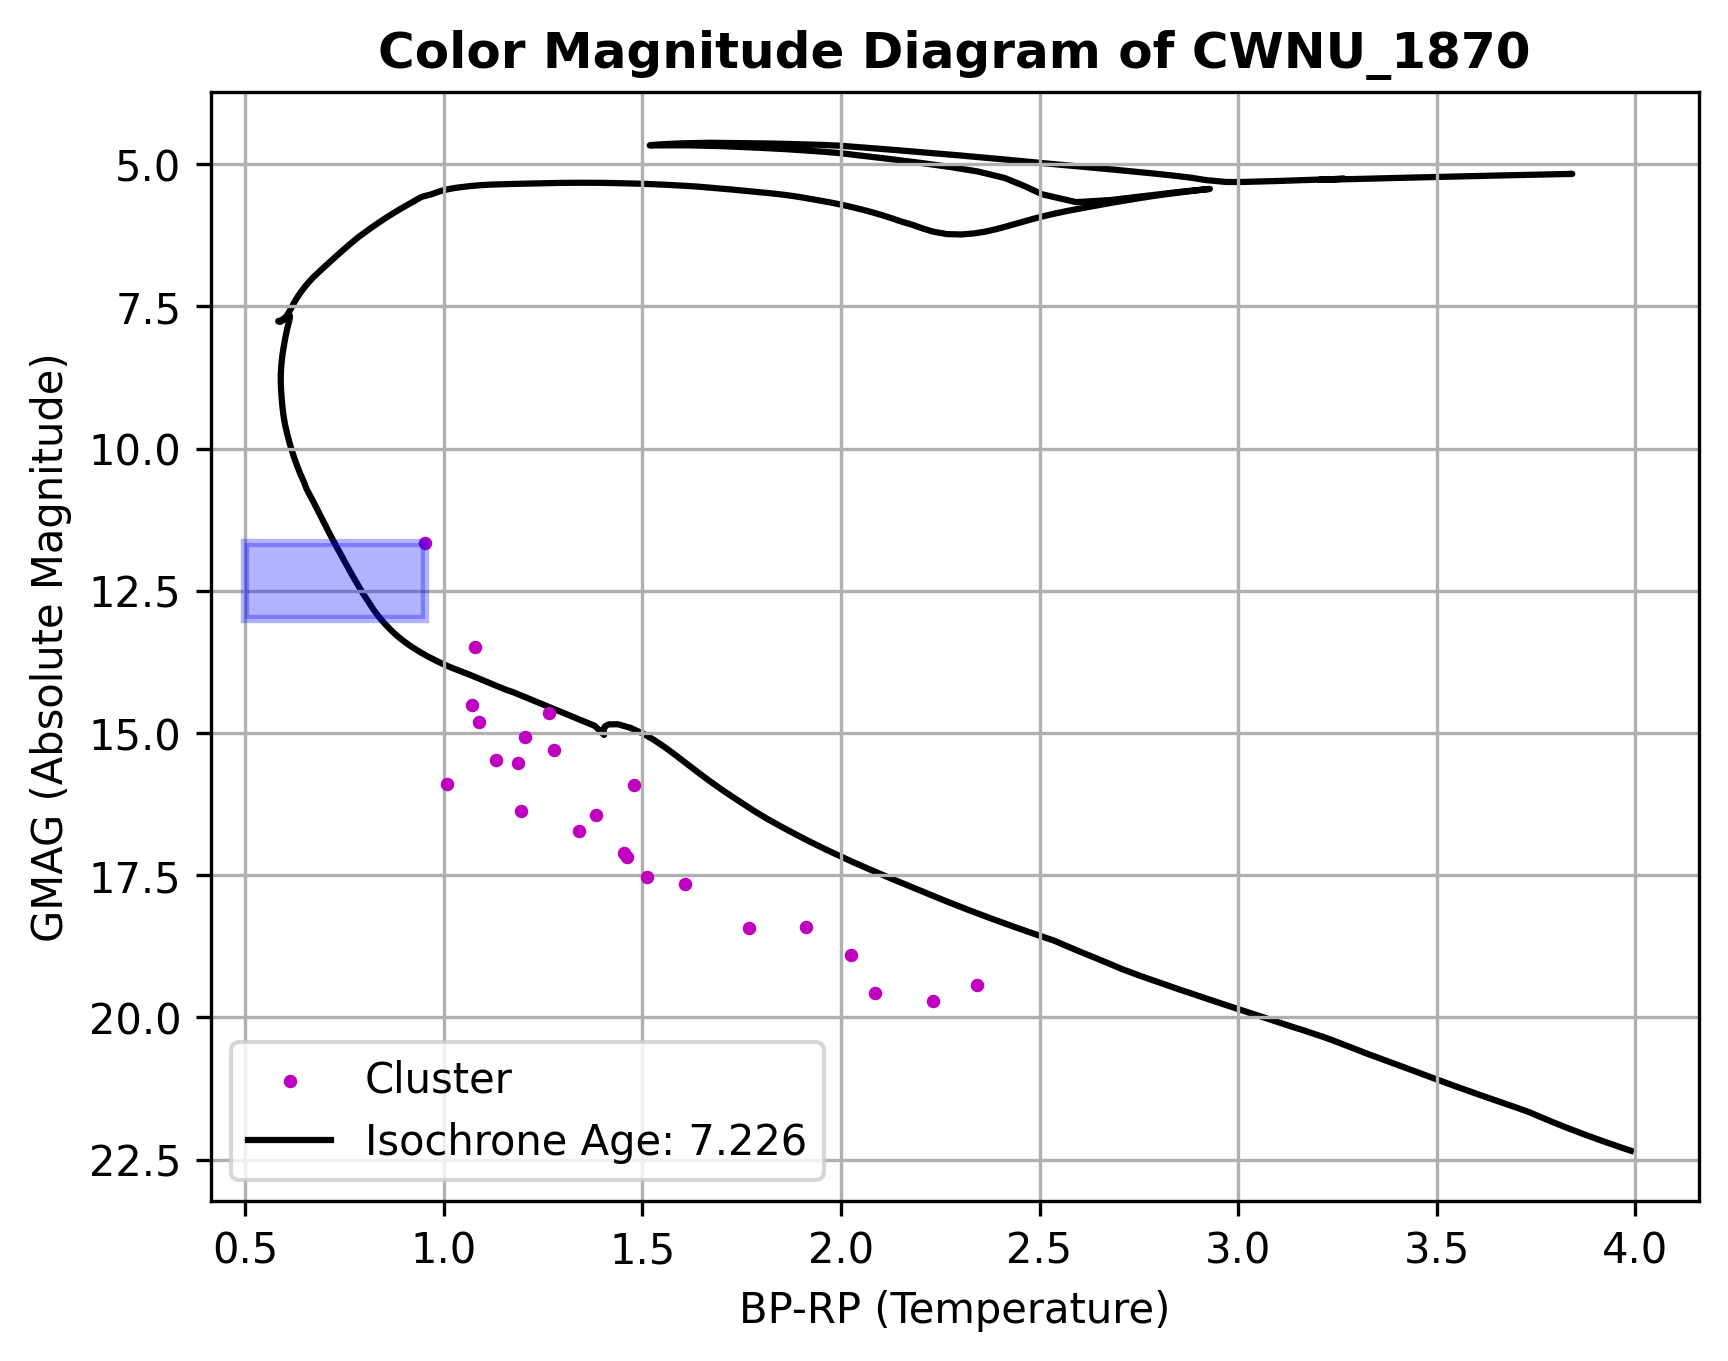 Color Magnitude Diagram of CWNU_1870
GMAG (Absolute Magnitude)
5.0
7.5
10.0
12.5
15.0
17.5
20.0
22.5
Cluster
Isochrone Age: 7.226
0.5 1.0 1.5 2.0 2.5 3.0 3.5 4.0
BP-RP (Temperature)